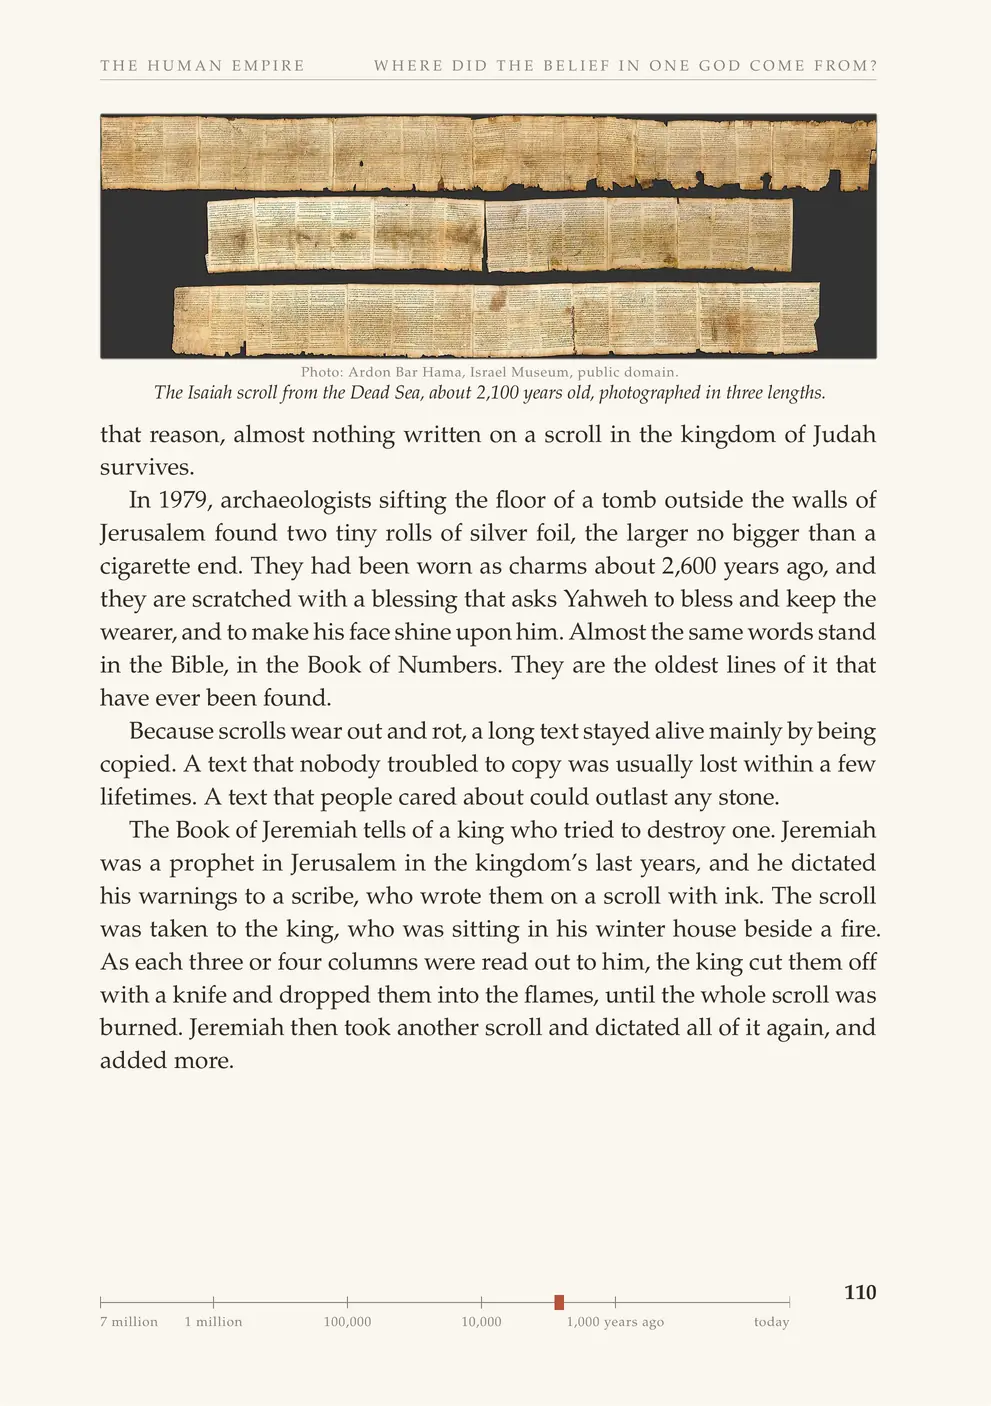 THE HUMAN EMPIRE
WHERE DID THE BELIEF IN ONE GOD COME FROM?
Photo: Ardon Bar Hama, Israel Museum, public domain.
The Isaiah scroll from the Dead Sea, about 2,100 years old, photographed in three lengths.
that reason, almost nothing written on a scroll in the kingdom of Judah
survives.
In 1979, archaeologists sifting the floor of a tomb outside the walls of
Jerusalem found two tiny rolls of silver foil, the larger no bigger than a
cigarette end. They had been worn as charms about 2,600 years ago, and
they are scratched with a blessing that asks Yahweh to bless and keep the
wearer, and to make his face shine upon him. Almost the same words stand
in the Bible, in the Book of Numbers. They are the oldest lines of it that
have ever been found.
Because scrolls wear out and rot, a long text stayed alive mainly by being
copied. A text that nobody troubled to copy was usually lost within a few
lifetimes. A text that people cared about could outlast any stone.
The Book of Jeremiah tells of a king who tried to destroy one. Jeremiah
was a prophet in Jerusalem in the kingdom’s last years, and he dictated
his warnings to a scribe, who wrote them on a scroll with ink. The scroll
was taken to the king, who was sitting in his winter house beside a fire.
As each three or four columns were read out to him, the king cut them off
with a knife and dropped them into the flames, until the whole scroll was
burned. Jeremiah then took another scroll and dictated all of it again, and
added more.
110
7 million 1 million 100,000 10,000 1,000 years ago today